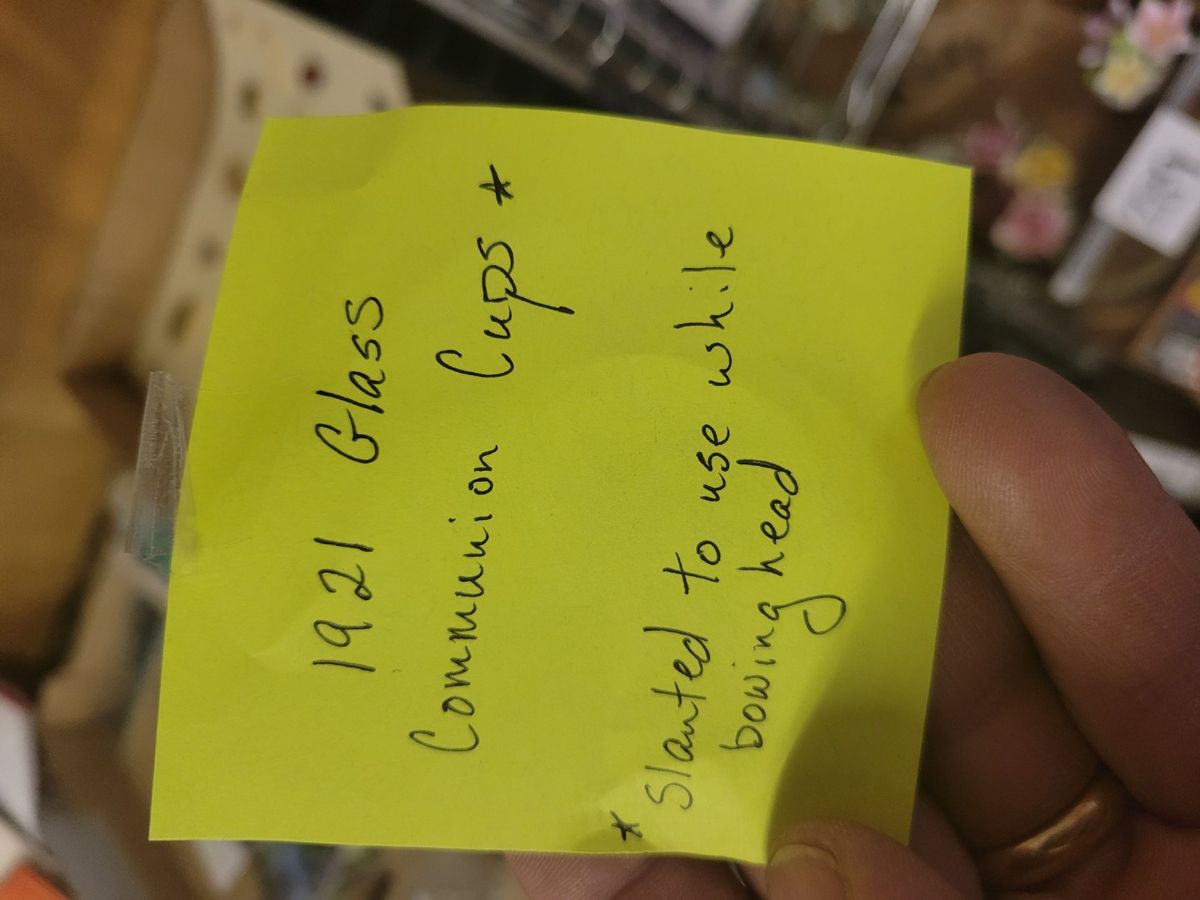 1921 Glass
Communion Cups *
* Slanted to use while
bowing head